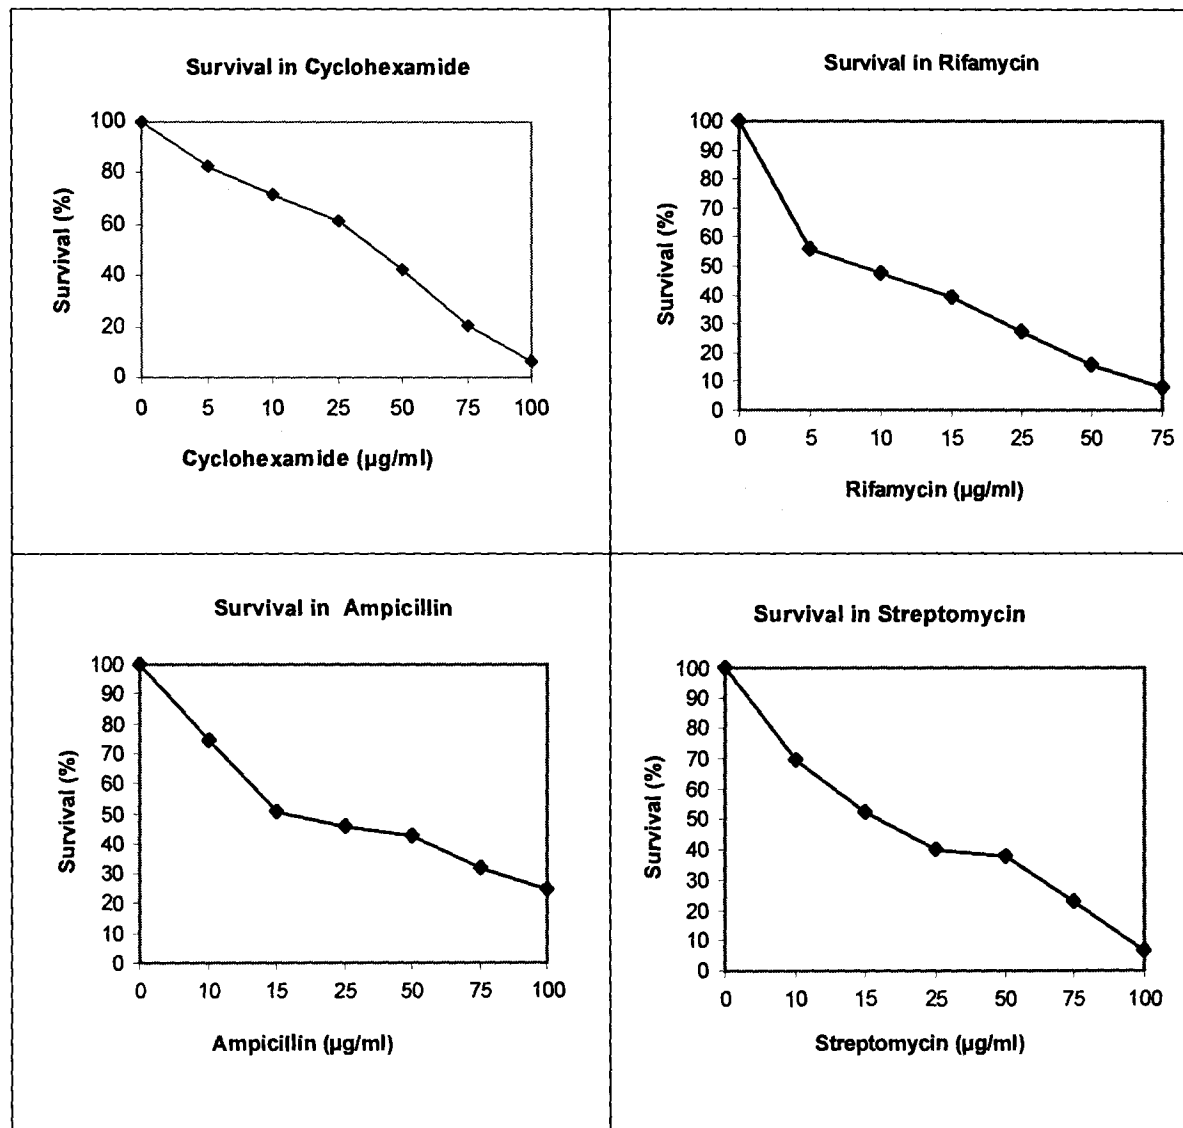 Survival in Cyclohexamide
100
80
60
40
20
0
Survival (%)
0 5 10 25 50 75 100
Cyclohexamide (µg/ml)
Survival in Rifamycin
100
90
80
70
60
50
40
30
20
10
0
Survival (%)
0 5 10 15 25 50 75
Rifamycin (µg/ml)
Survival in Ampicillin
100
90
80
70
60
50
40
30
20
10
0
Survival (%)
0 10 15 25 50 75 100
Ampicillin (µg/ml)
Survival in Streptomycin
100
90
80
70
60
50
40
30
20
10
0
Survival (%)
0 10 15 25 50 75 100
Streptomycin (µg/ml)